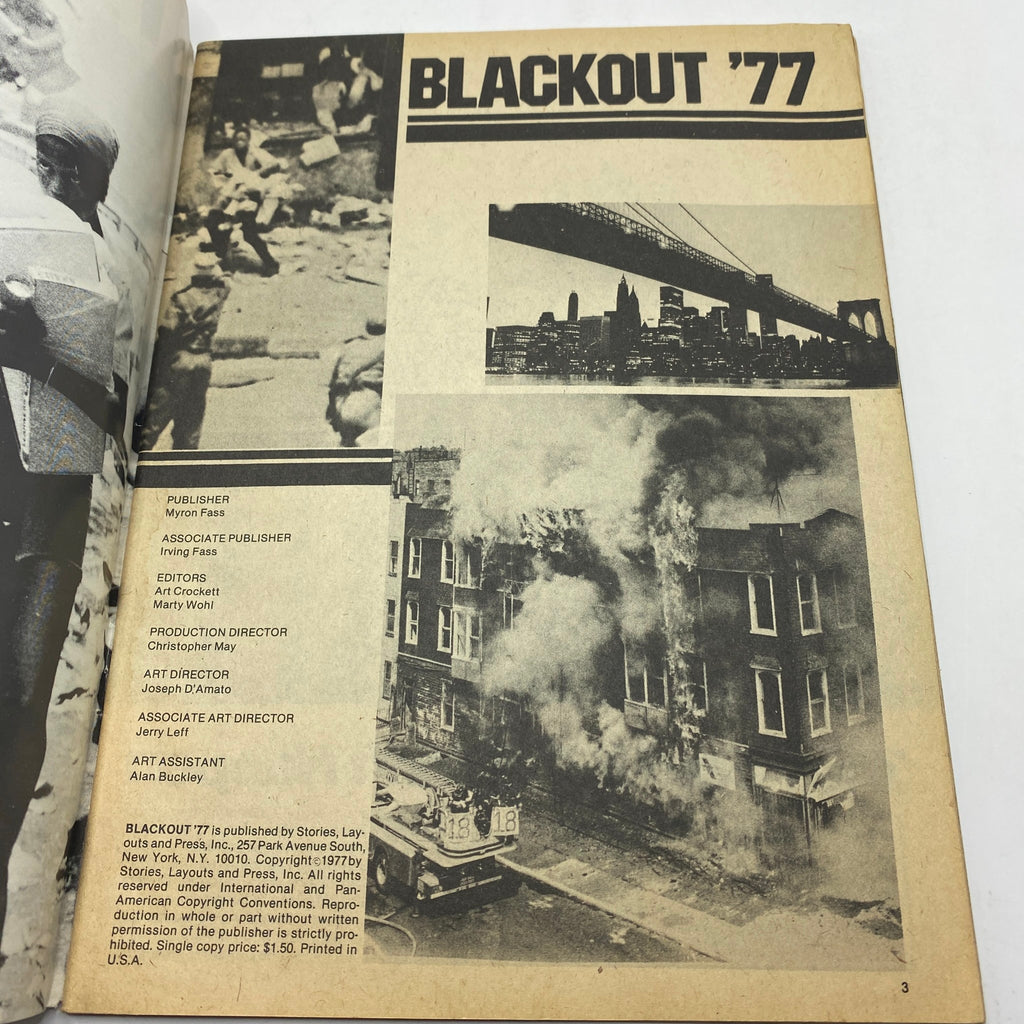 BLACKOUT '77
PUBLISHER
Myron Fass
ASSOCIATE PUBLISHER
Irving Fass
EDITORS
Art Crockett
Marty Wohl
PRODUCTION DIRECTOR
Christopher May
ART DIRECTOR
Joseph D'Amato
ASSOCIATE ART DIRECTOR
Jerry Leff
ART ASSISTANT
Alan Buckley
BLACKOUT '77 is published by Stories, Lay-
outs and Press, Inc., 257 Park Avenue South,
New York, N.Y. 10010. Copyright © 1977 by
Stories, Layouts and Press, Inc. All rights
reserved under International and Pan-
American Copyright Conventions. Repro-
duction in whole or part without written
permission of the publisher is strictly pro-
hibited. Single copy price: $1.50. Printed in
U.S.A.
18 18
3